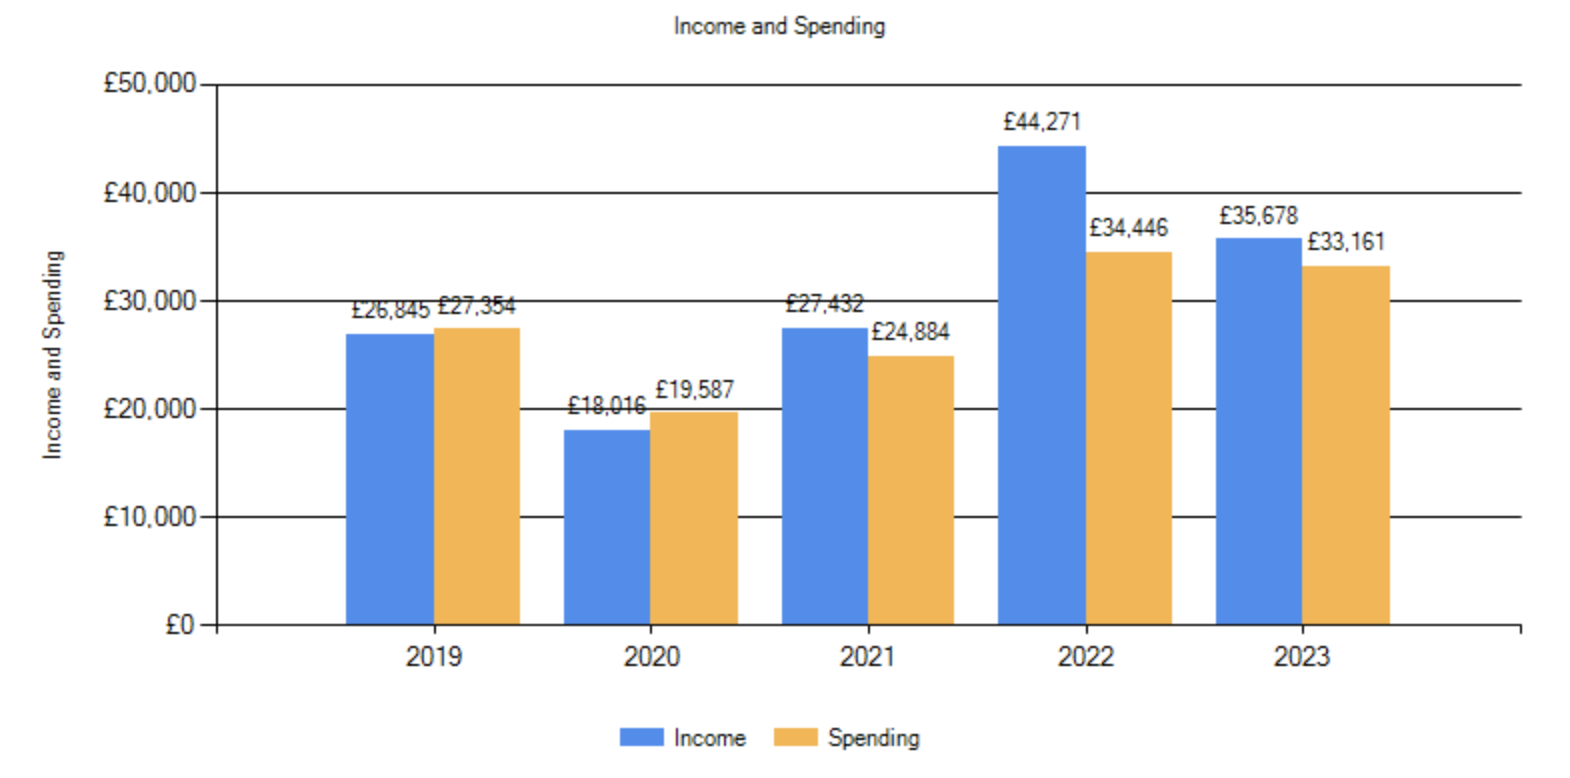 Income and Spending
Income and Spending
£50,000
£40,000
£30,000
£20,000
£10,000
£0
£26,845 £27,354
£18,016 £19,587
£27,432 £24,884
£44,271 £34,446
£35,678 £33,161
2019 2020 2021 2022 2023
Income Spending